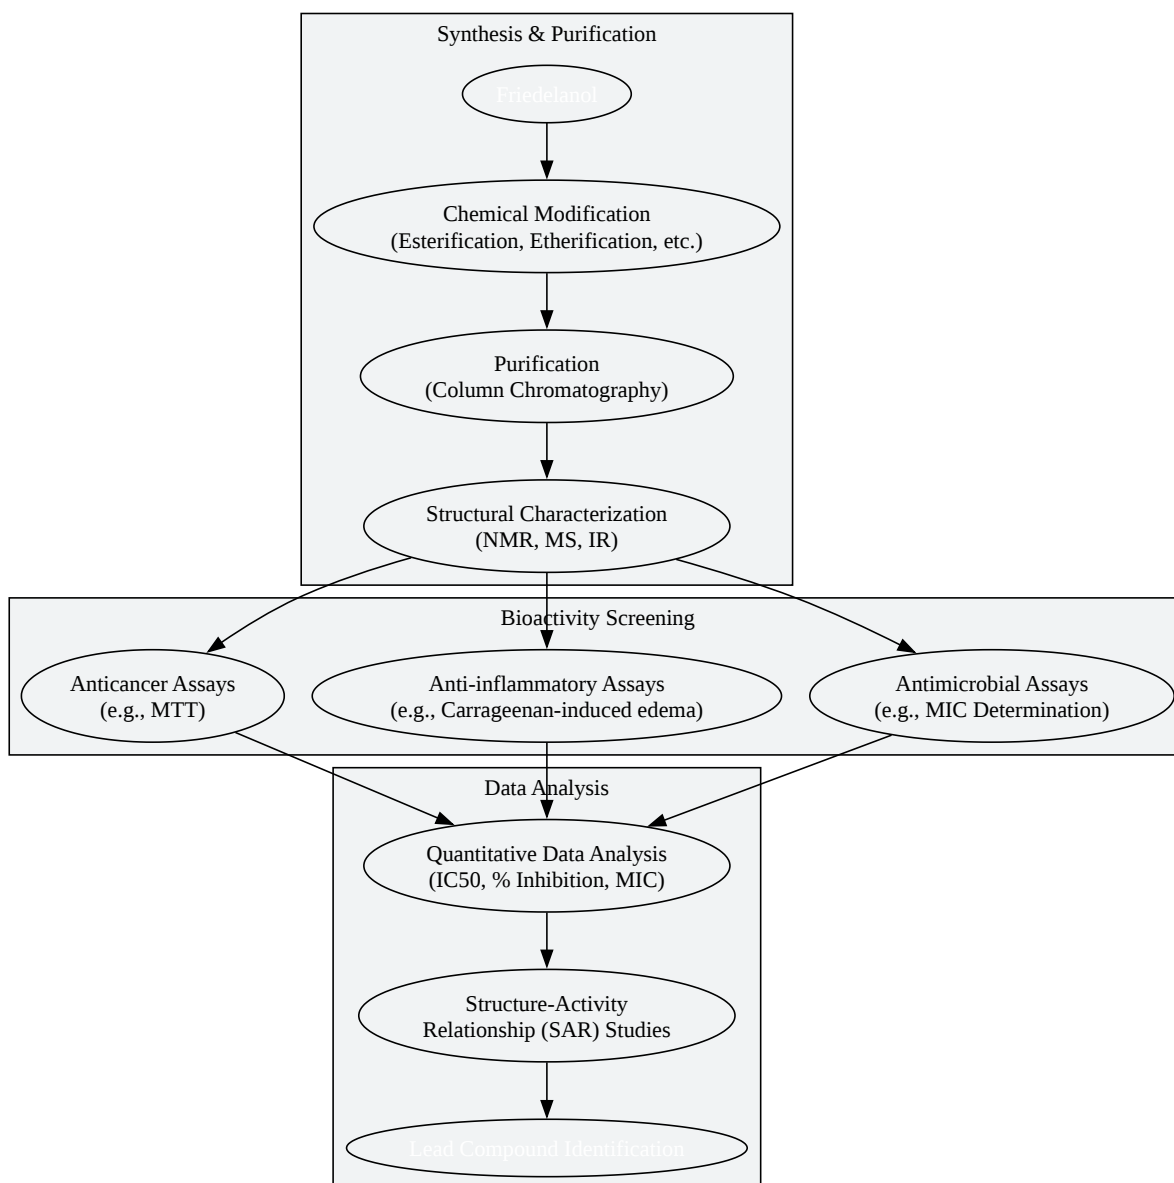 Synthesis & Purification
Friedelanol
Chemical Modification
(Esterification, Etherification, etc.)
Purification
(Column Chromatography)
Structural Characterization
(NMR, MS, IR)
Bioactivity Screening
Anticancer Assays
(e.g., MTT)
Anti-inflammatory Assays
(e.g., Carrageenan-induced edema)
Antimicrobial Assays
(e.g., MIC Determination)
Data Analysis
Quantitative Data Analysis
(IC50, % Inhibition, MIC)
Structure-Activity
Relationship (SAR) Studies
Lead Compound Identification